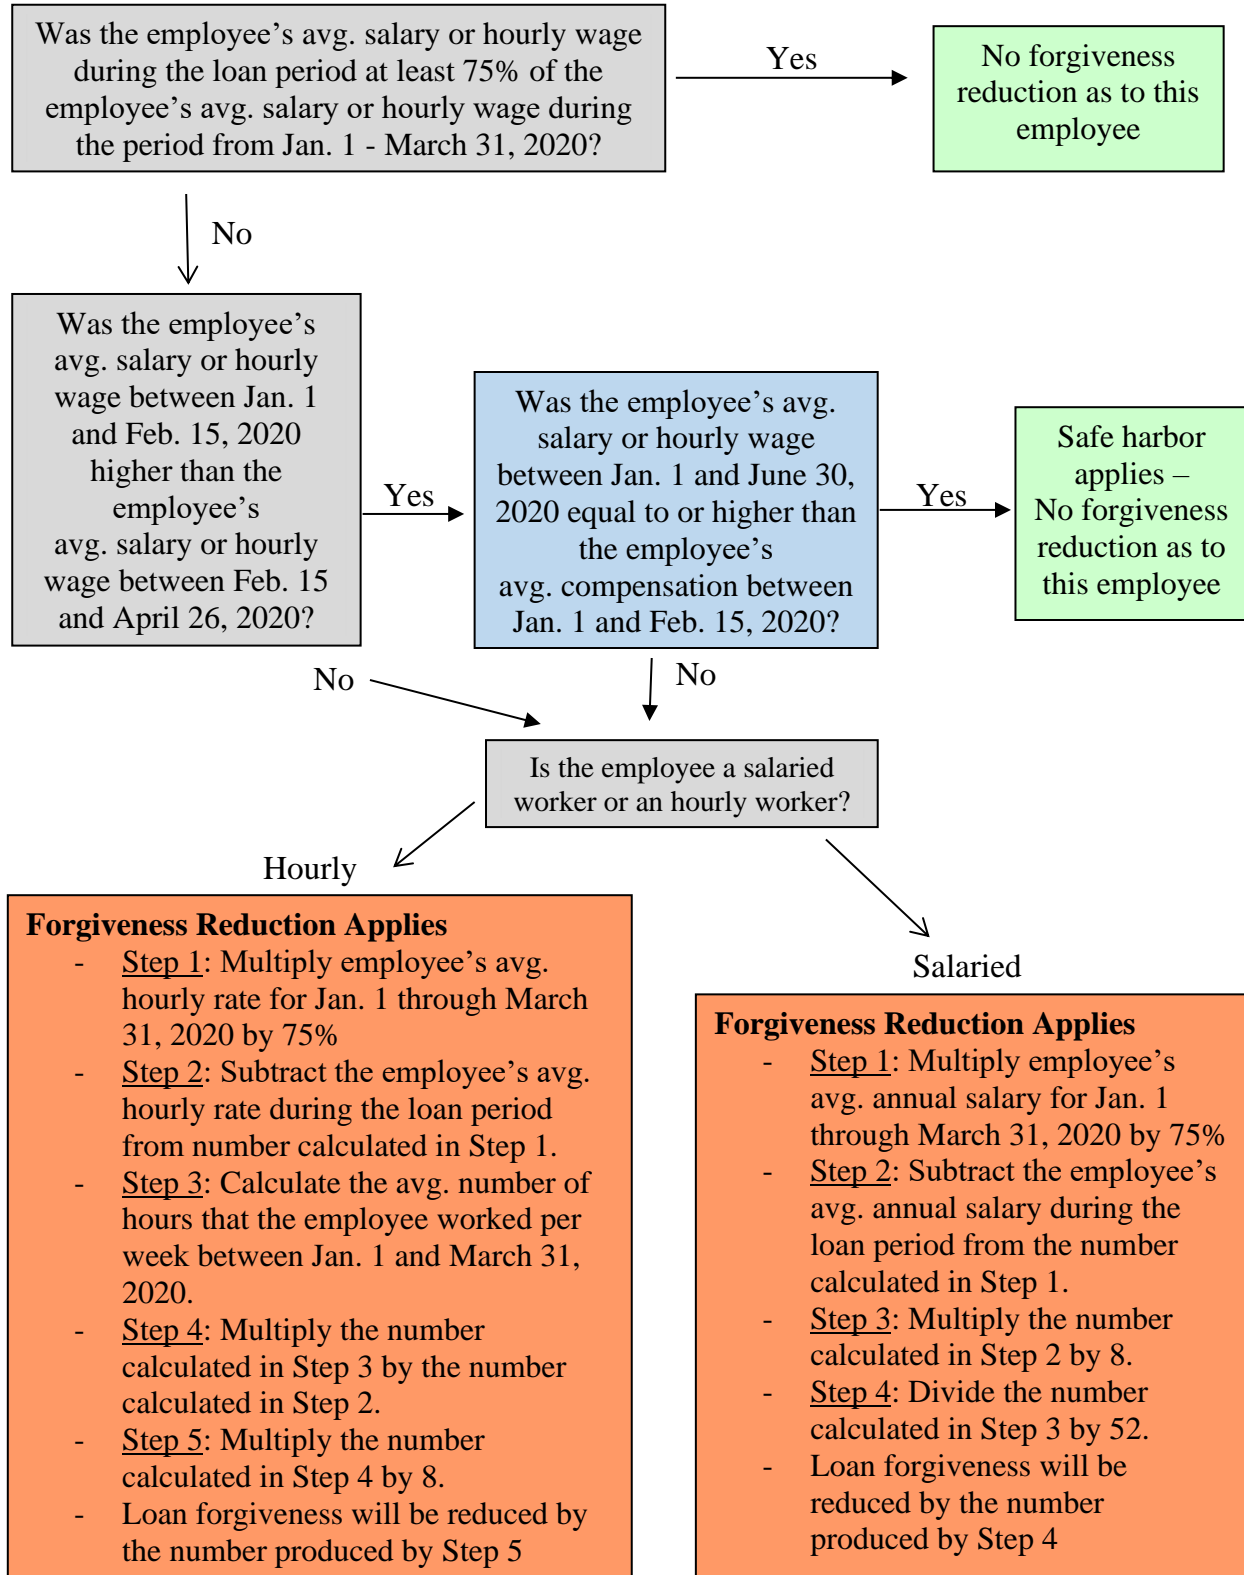 Was the employee’s avg. salary or hourly wage
during the loan period at least 75% of the
employee’s avg. salary or hourly wage during
the period from Jan. 1 - March 31, 2020?
Yes
No forgiveness
reduction as to this
employee
No
Was the employee’s
avg. salary or hourly
wage between Jan. 1
and Feb. 15, 2020
higher than the
employee’s
avg. salary or hourly
wage between Feb. 15
and April 26, 2020?
Yes
Was the employee’s avg.
salary or hourly wage
between Jan. 1 and June 30,
2020 equal to or higher than
the employee’s
avg. compensation between
Jan. 1 and Feb. 15, 2020?
Yes
Safe harbor
applies –
No forgiveness
reduction as to
this employee
No
No
Is the employee a salaried
worker or an hourly worker?
Hourly
Forgiveness Reduction Applies
- Step 1: Multiply employee’s avg.
hourly rate for Jan. 1 through March
31, 2020 by 75%
- Step 2: Subtract the employee’s avg.
hourly rate during the loan period
from number calculated in Step 1.
- Step 3: Calculate the avg. number of
hours that the employee worked per
week between Jan. 1 and March 31,
2020.
- Step 4: Multiply the number
calculated in Step 3 by the number
calculated in Step 2.
- Step 5: Multiply the number
calculated in Step 4 by 8.
- Loan forgiveness will be reduced by
the number produced by Step 5
Salaried
Forgiveness Reduction Applies
- Step 1: Multiply employee’s
avg. annual salary for Jan. 1
through March 31, 2020 by 75%
- Step 2: Subtract the employee’s
avg. annual salary during the
loan period from the number
calculated in Step 1.
- Step 3: Multiply the number
calculated in Step 2 by 8.
- Step 4: Divide the number
calculated in Step 3 by 52.
- Loan forgiveness will be
reduced by the number
produced by Step 4